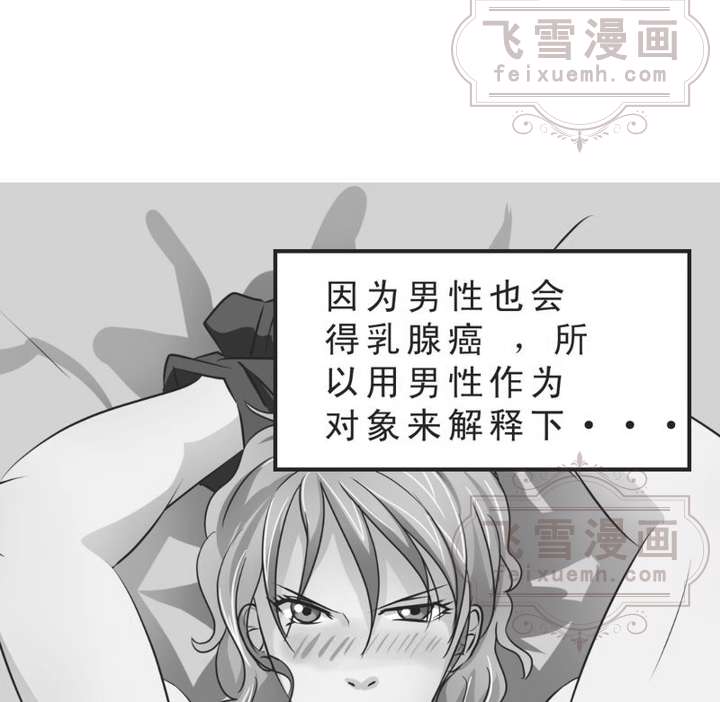 飞雪漫画
feixuemh.com
因为男性也会
得乳腺癌 ，所
以用男性作为
对象来解释下···
飞雪漫画
feixuemh.com